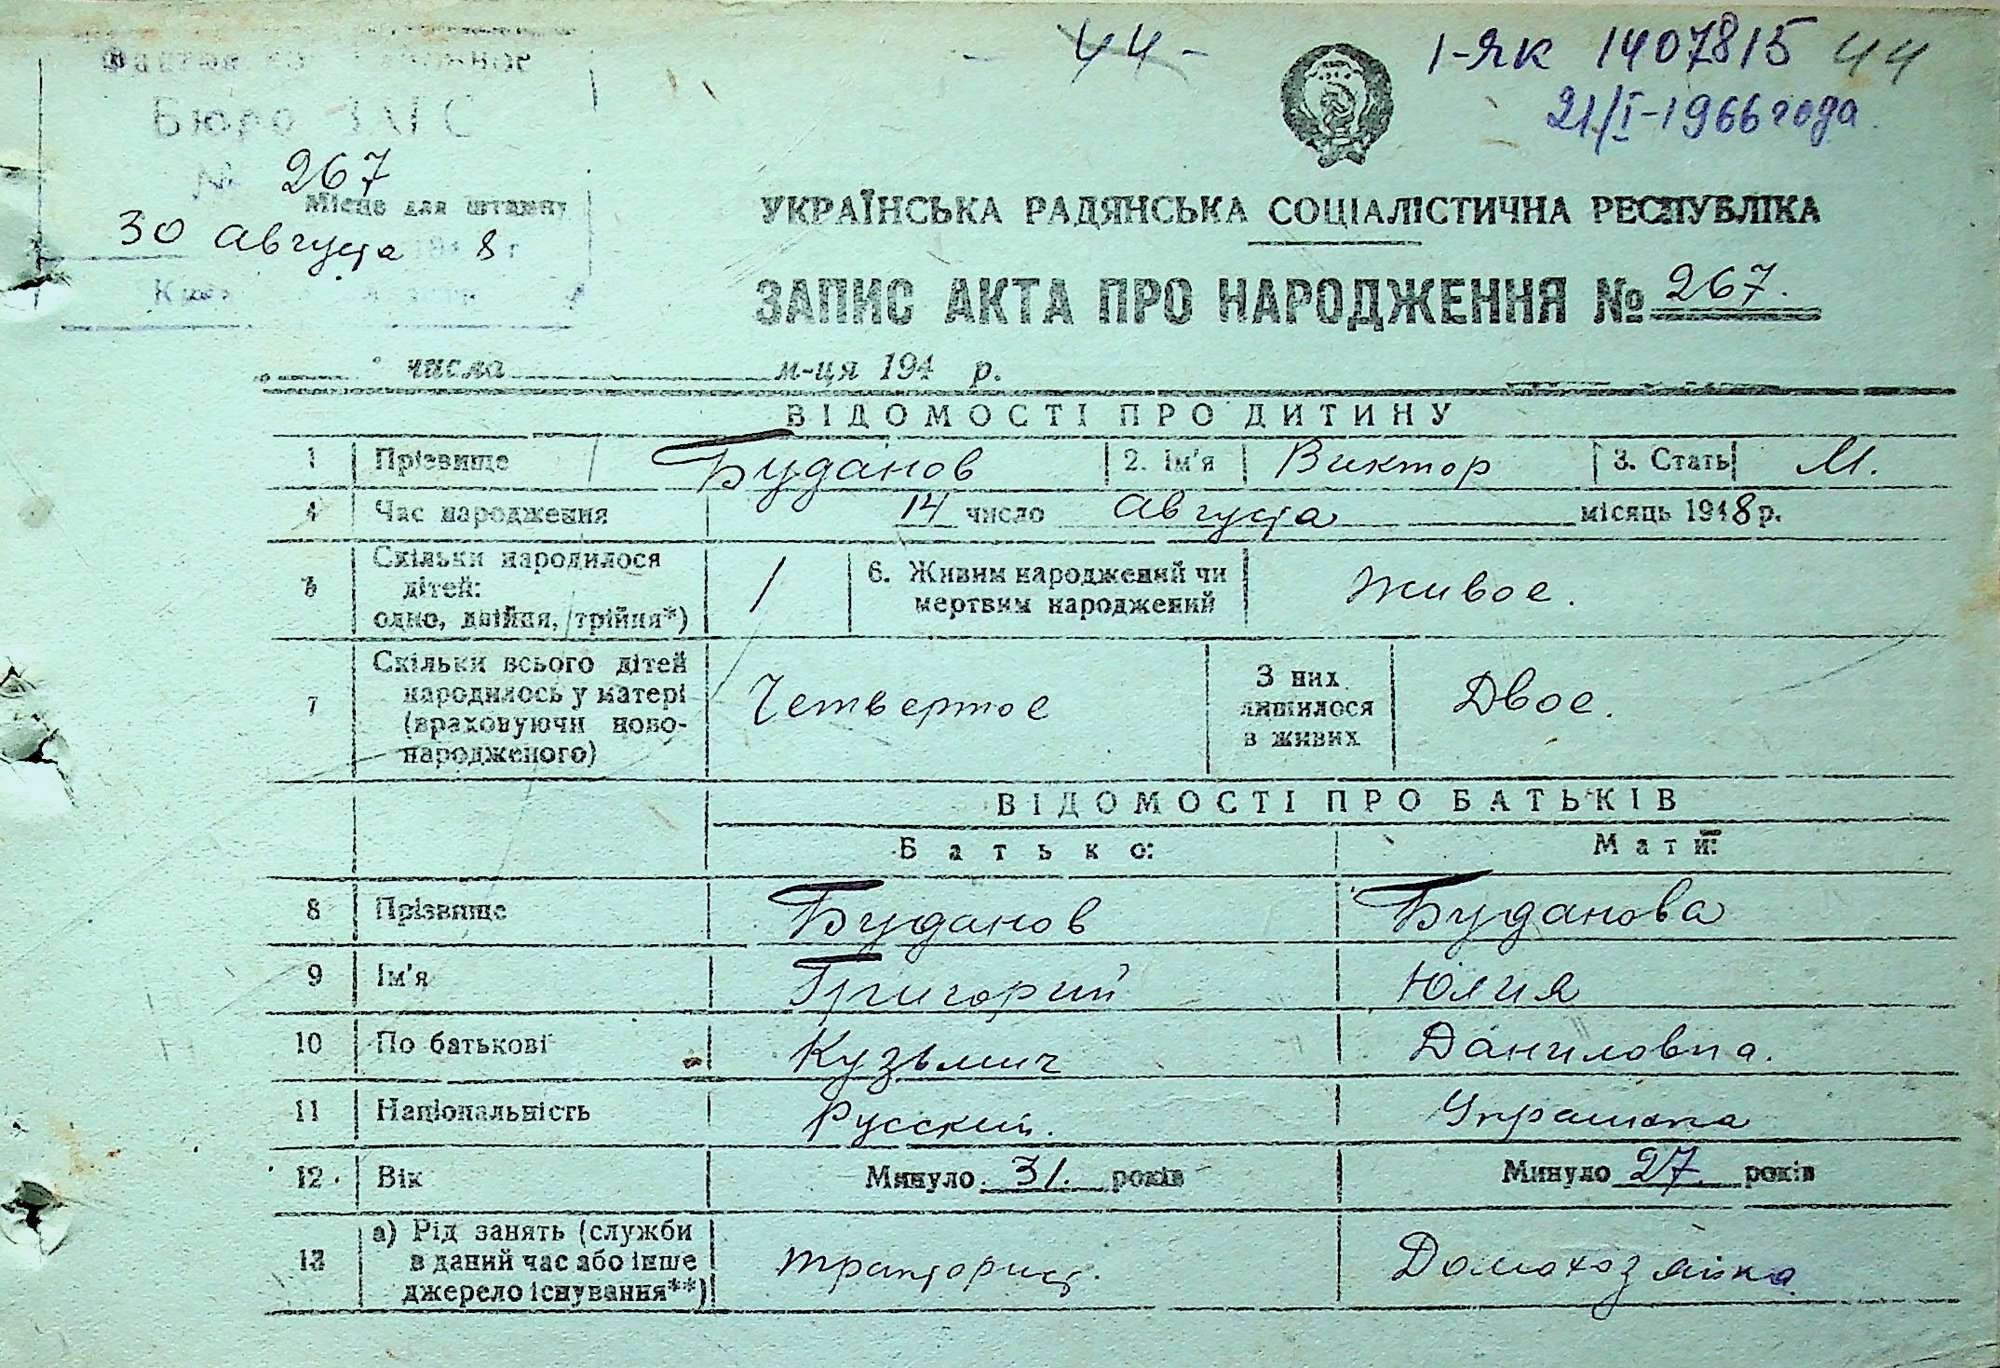 - 44 -
1-ЯК 1407815 44
21/I-1966 года.
Бюро ЗАГС
№ 267
Місце для штампу
30 Августа 194 8 г
УКРАЇНСЬКА РАДЯНСЬКА СОЦІАЛІСТИЧНА РЕСПУБЛІКА
ЗАПИС АКТА ПРО НАРОДЖЕННЯ № 267.
числа м-ця 194 р.
ВІДОМОСТІ ПРО ДИТИНУ
1 Прізвище Буданов 2. Ім'я Виктор 3. Стать М.
4 Час народження 14 число Августа місяць 1948 р.
5 Скільки народилося дітей: одно, двійня, трійня*) 1 6. Живим народжений чи мертвим народжений Живое.
7 Скільки всього дітей народилось у матері (враховуючи новонародженого) Четвертое З них лишилося в живих Двое.
ВІДОМОСТІ ПРО БАТЬКІВ
Батько: Мати:
8 Прізвище Буданов Буданова
9 Ім'я Григорий Юлия
10 По батькові Кузьмич Даниловна.
11 Національність Русский. Украинка
12 Вік Минуло 31. років Минуло 27. років
13 а) Рід занять (служби в даний час або інше джерело існування**) тракторист. Домохозяйка